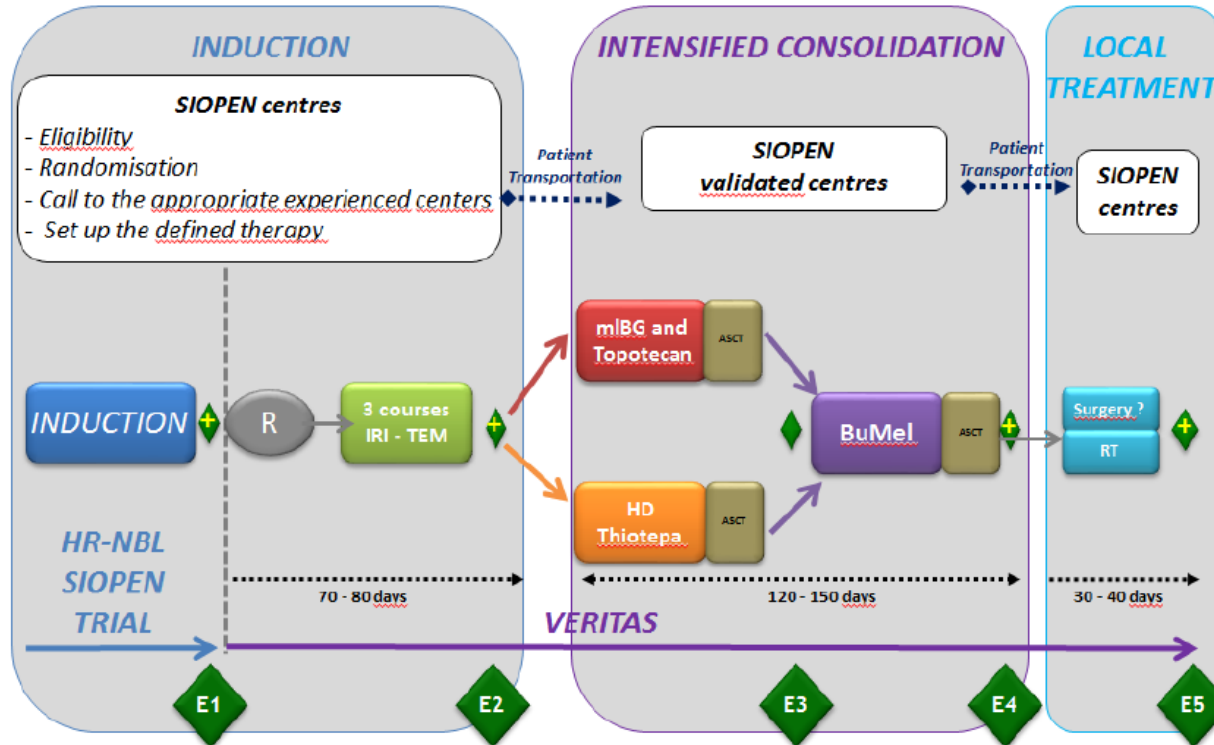 INDUCTION
SIOPEN centres
- Eligibility
- Randomisation
- Call to the appropriate experienced centers
- Set up the defined therapy
Patient
Transportation
INTENSIFIED CONSOLIDATION
SIOPEN
validated centres
Patient
Transportation
LOCAL
TREATMENT
SIOPEN
centres
INDUCTION
+
R
3 courses
IRI - TEM
+
mIBG and
Topotecan
ASCT
HD
Thiotepa
ASCT
BuMel
ASCT
+
Surgery ?
RT
+
HR-NBL
SIOPEN
TRIAL
70 - 80 days
120 - 150 days
30 - 40 days
VERITAS
E1
E2
E3
E4
E5